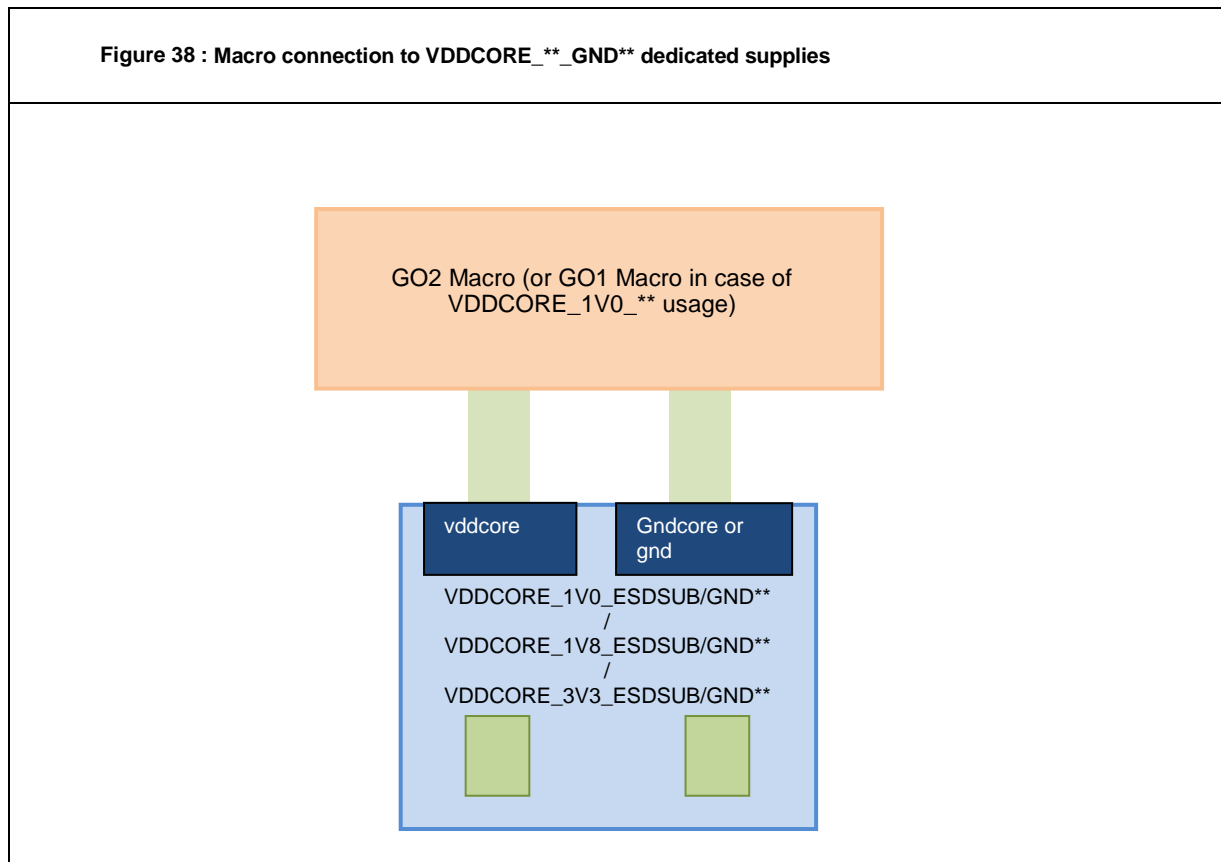 Figure 38 : Macro connection to VDDCORE_**_GND** dedicated supplies
GO2 Macro (or GO1 Macro in case of
VDDCORE_1V0_** usage)
vddcore
Gndcore or
gnd
VDDCORE_1V0_ESDSUB/GND**
/
VDDCORE_1V8_ESDSUB/GND**
/
VDDCORE_3V3_ESDSUB/GND**